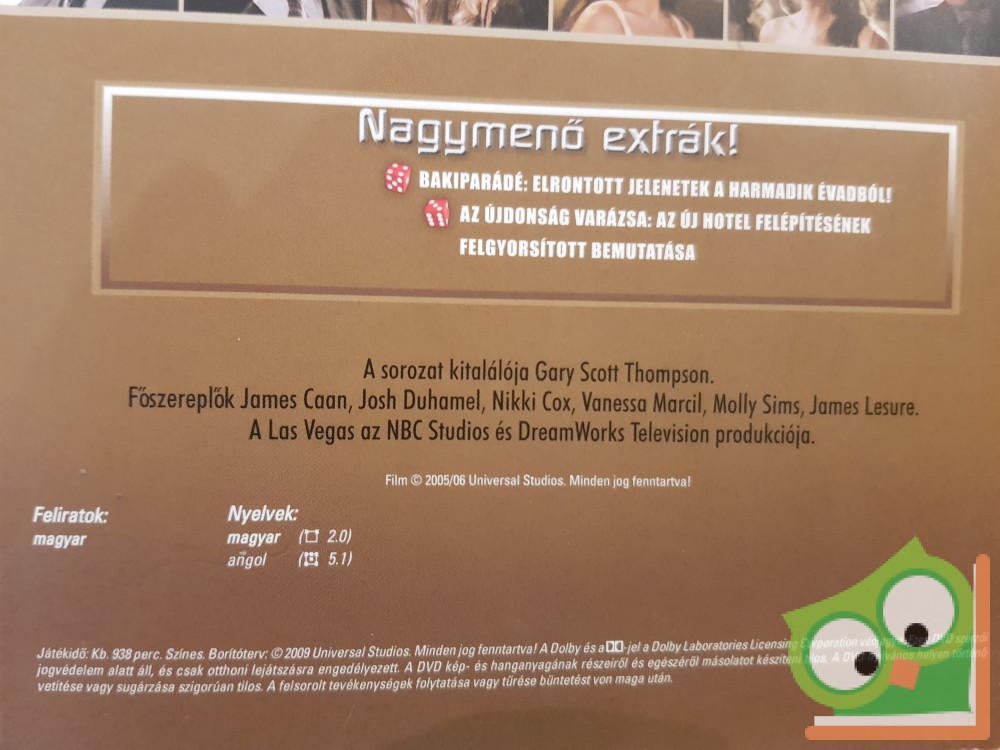 Nagymenő extrák!
BAKIPARÁDÉ: ELRONTOTT JELENETEK A HARMADIK ÉVADBÓL!
AZ ÚJDONSÁG VARÁZSA: AZ ÚJ HOTEL FELÉPÍTÉSÉNEK
FELGYORSÍTOTT BEMUTATÁSA
A sorozat kitalálója Gary Scott Thompson.
Főszereplők James Caan, Josh Duhamel, Nikki Cox, Vanessa Marcil, Molly Sims, James Lesure.
A Las Vegas az NBC Studios és DreamWorks Television produkciója.
Film © 2005/06 Universal Studios. Minden jog fenntartva!
Feliratok:
magyar
Nyelvek:
magyar (2.0)
angol (5.1)
Játékidő: Kb. 938 perc. Színes. Borítóterv: © 2009 Universal Studios. Minden jog fenntartva! A Dolby és a -jel a Dolby Laboratories Licensing Corporation DVD szerzői
jogvédelem alatt áll, és csak otthoni lejátszásra engedélyezett. A DVD kép- és hanganyagának részeiről és egészéről másolatot készíteni tilos. A helyen történő
vetítése vagy sugárzása szigorúan tilos. A felsorolt tevékenységek folytatása vagy tűrése büntetést von maga után.